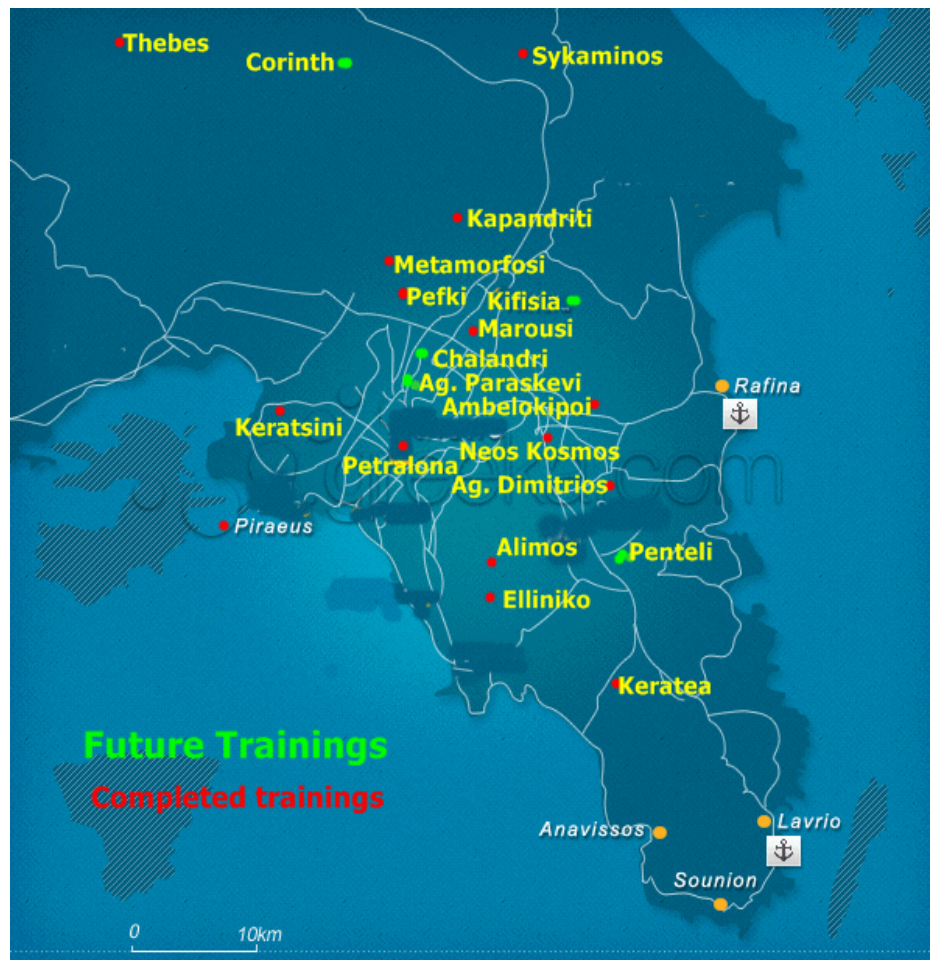 Thebes
Corinth
Sykaminos
Kapandriti
Metamorfosi
Pefki
Kifisia
Marousi
Chalandri
Ag. Paraskevi
Rafina
Ambelokipoi
Keratsini
Neos Kosmos
Petralona
Ag. Dimitrios
Piraeus
Alimos
Penteli
Elliniko
Keratea
Future Trainings
Completed trainings
Lavrio
Anavissos
Sounion
0
10km